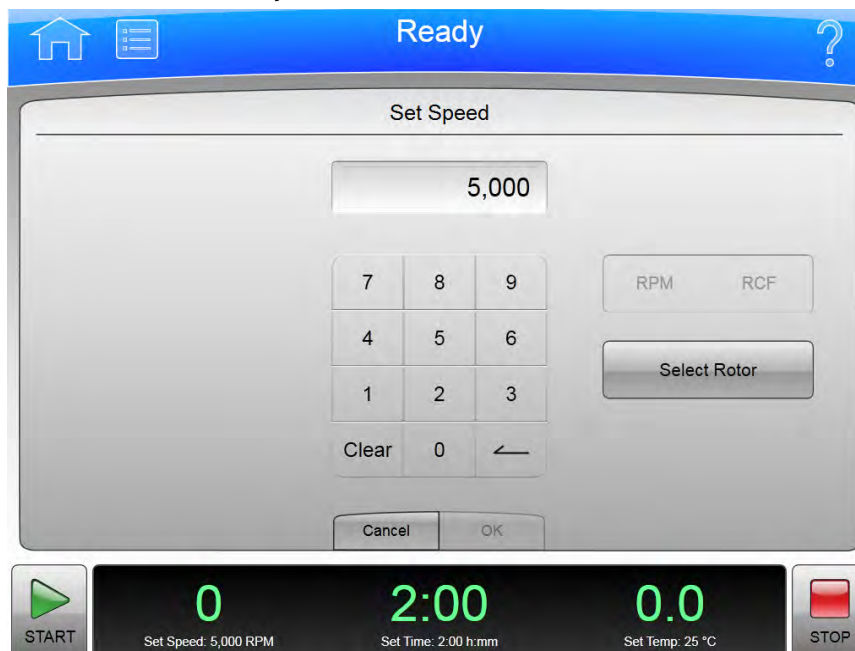 Ready
?
Set Speed
5,000
7 8 9
RPM RCF
4 5 6
Select Rotor
1 2 3
Clear 0
Cancel OK
0 2:00 0.0
START Set Speed: 5,000 RPM Set Time: 2:00 h:mm Set Temp: 25 °C STOP